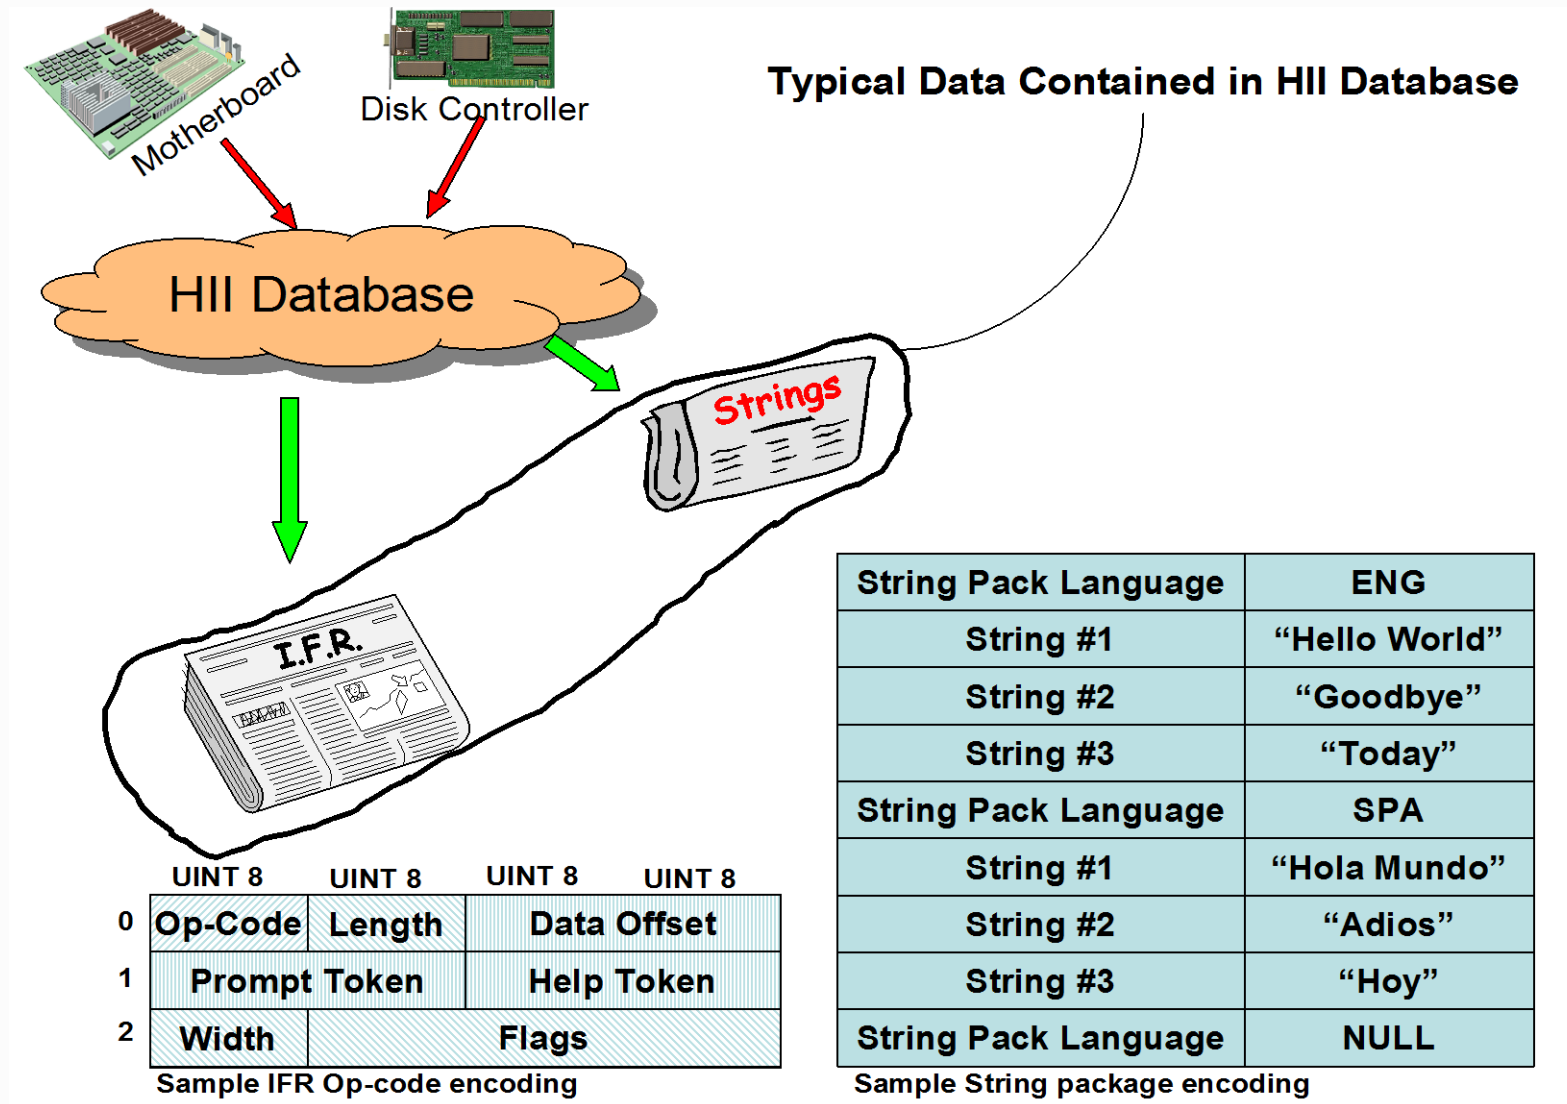 Typical Data Contained in HII Database
Motherboard
Disk Controller
HII Database
Strings
I.F.R.
UINT 8 UINT 8 UINT 8 UINT 8
0 Op-Code Length Data Offset
1 Prompt Token Help Token
2 Width Flags
Sample IFR Op-code encoding
String Pack Language ENG
String #1 “Hello World”
String #2 “Goodbye”
String #3 “Today”
String Pack Language SPA
String #1 “Hola Mundo”
String #2 “Adios”
String #3 “Hoy”
String Pack Language NULL
Sample String package encoding